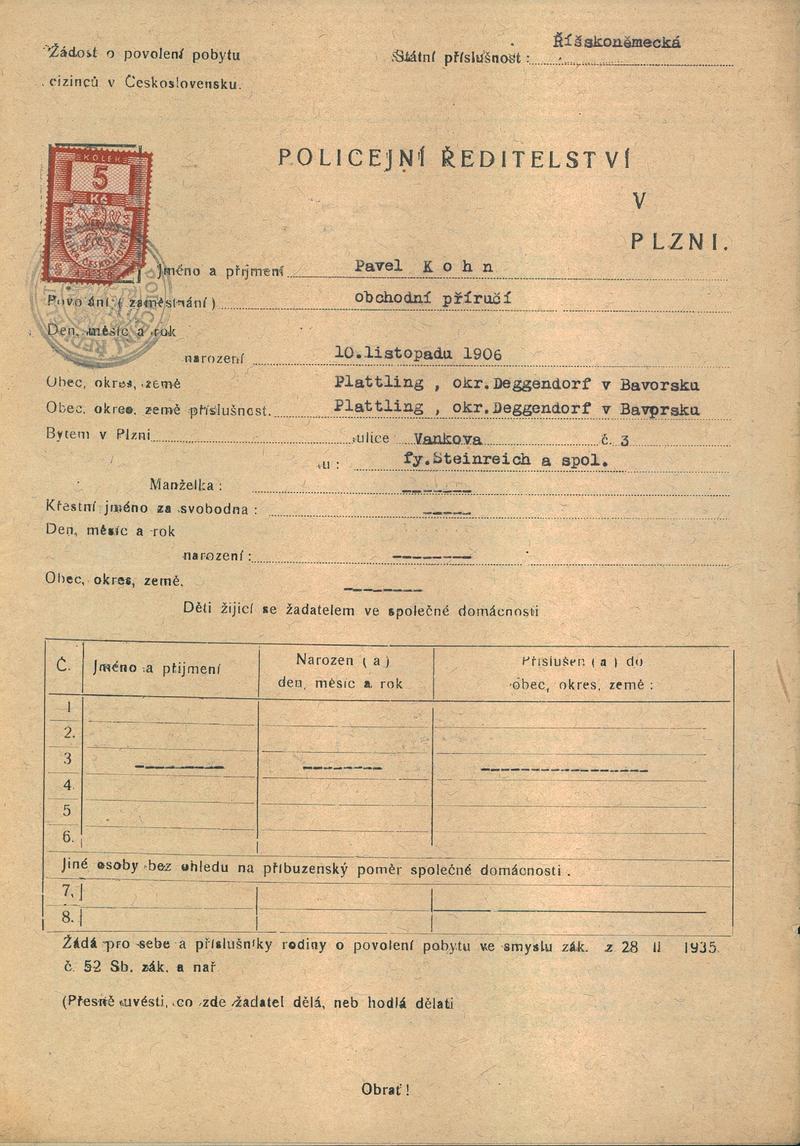 Žádost o povolení pobytu
cizinců v Československu.
Státní příslušnost: Říšskoněmecká
KOLEK
5
Kč
POLICEJNÍ ŘEDITELSTVÍ
V
PLZNI.
Jméno a příjmení Pavel Kohn
Povolání (zaměstnání) obchodní příručí
Den, měsíc a rok
narození 10.listopadu 1906
Obec, okres, země Plattling , okr.Deggendorf v Bavorsku
Obec, okres, země příslušnost. Plattling , okr.Deggendorf v Bavorsku
Bytem v Plzni ulice Vankova č. 3
u: fy.Steinreich a spol.
Manželka: ------
Křestní jméno za svobodna: -----
Den, měsíc a rok
narození: --------
Obec, okres, země, --------
Děti žijící se žadatelem ve společné domácnosti
Č. Jméno a příjmení Narozen (a) den, měsíc a rok Příslušen (a) do obec, okres, země:
1
2.
3 --------- -------- -----------------
4
5
6.
Jiné osoby bez ohledu na příbuzenský poměr společné domácnosti.
7,
8.
Žádá pro sebe a příslušníky rodiny o povolení pobytu ve smyslu zák. z 28 II 1935.
č. 52 Sb. zák. a nař
(Přesně uvésti, co zde žadatel dělá, neb hodlá dělati
Obrať!